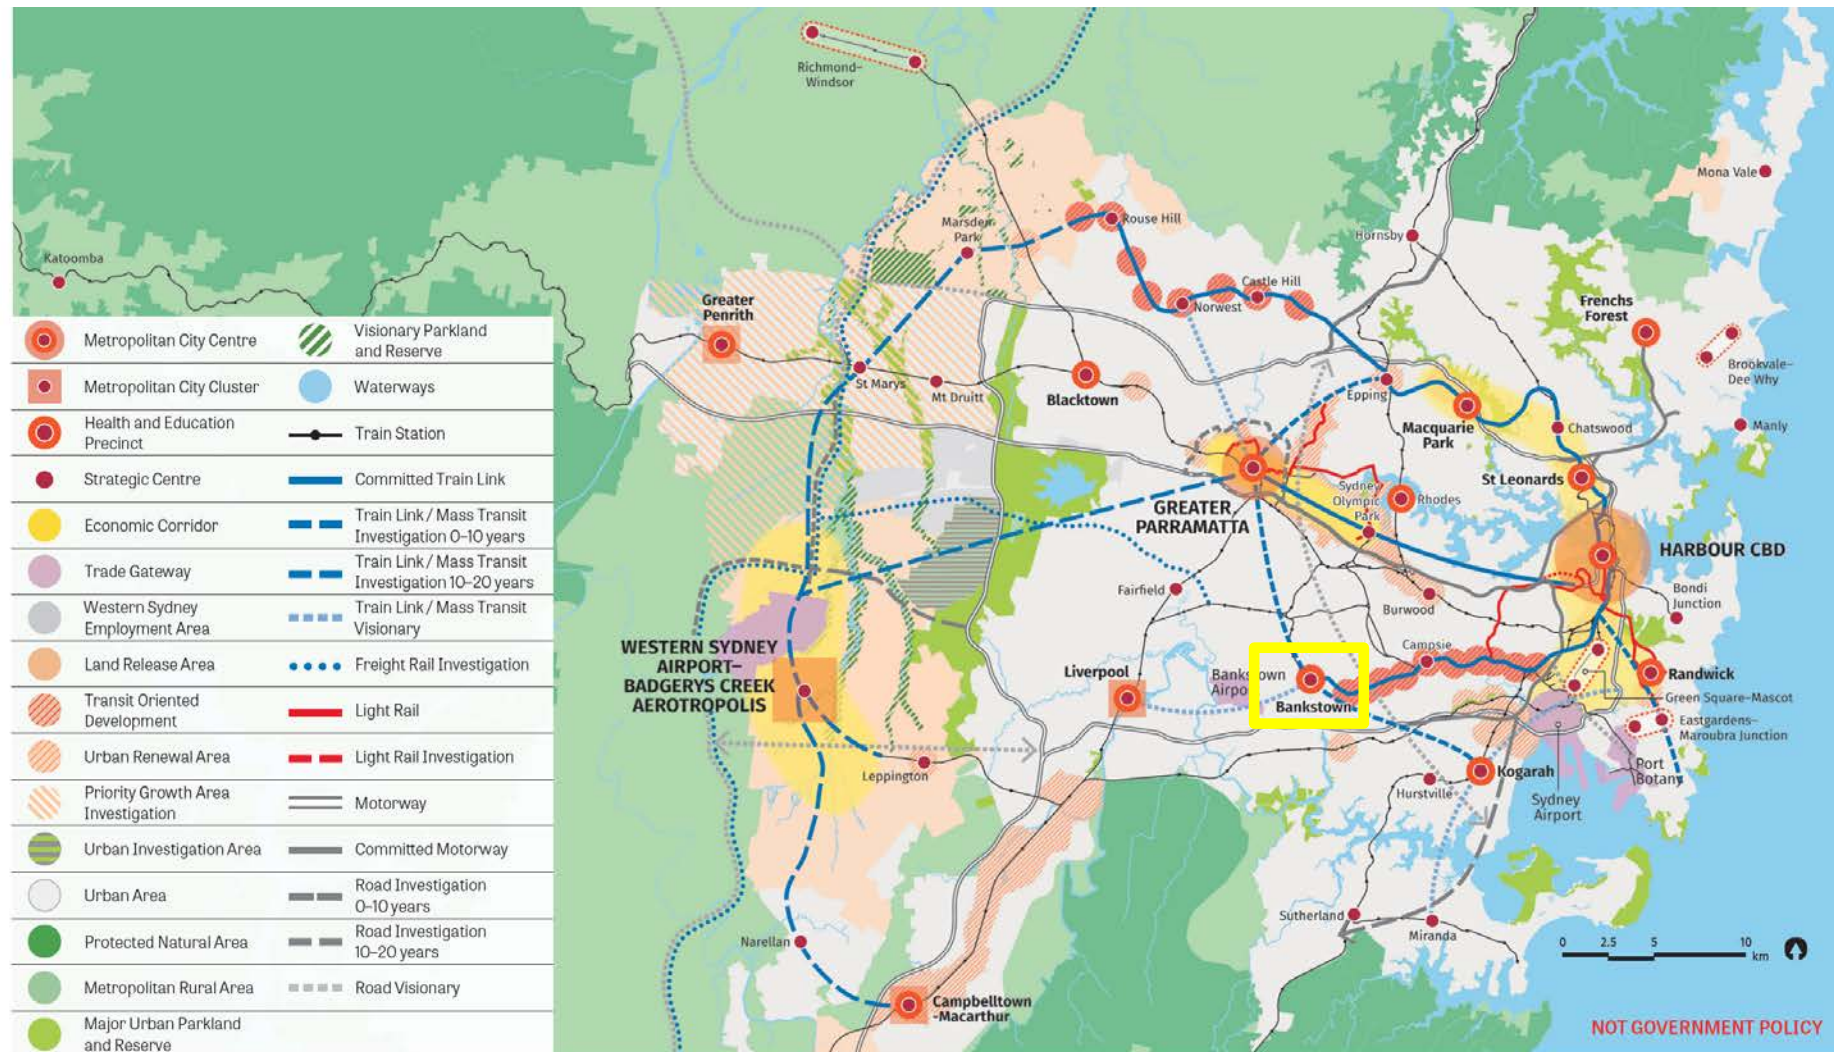 Richmond–
Windsor
Mona Vale
Katoomba
Marsden
Park
Rouse Hill
Hornsby
Castle Hill
Norwest
Greater
Penrith
Frenchs
Forest
Brookvale–
Dee Why
St Marys
Mt Druitt
Blacktown
Epping
Macquarie
Park
Chatswood
Manly
St Leonards
Sydney
Olympic
Park
Rhodes
GREATER
PARRAMATTA
HARBOUR CBD
Fairfield
Burwood
Bondi
Junction
WESTERN SYDNEY
AIRPORT–
BADGERYS CREEK
AEROTROPOLIS
Liverpool
Bankstown
Airport
Bankstown
Campsie
Randwick
Green Square–Mascot
Eastgardens–
Maroubra Junction
Leppington
Kogarah
Hurstville
Port
Botany
Sydney
Airport
Sutherland
Miranda
Narellan
Campbelltown
-Macarthur
0 2.5 5 10
km
NOT GOVERNMENT POLICY
Metropolitan City Centre
Metropolitan City Cluster
Health and Education
Precinct
Strategic Centre
Economic Corridor
Trade Gateway
Western Sydney
Employment Area
Land Release Area
Transit Oriented
Development
Urban Renewal Area
Priority Growth Area
Investigation
Urban Investigation Area
Urban Area
Protected Natural Area
Metropolitan Rural Area
Major Urban Parkland
and Reserve
Visionary Parkland
and Reserve
Waterways
Train Station
Committed Train Link
Train Link / Mass Transit
Investigation 0–10 years
Train Link / Mass Transit
Investigation 10–20 years
Train Link / Mass Transit
Visionary
Freight Rail Investigation
Light Rail
Light Rail Investigation
Motorway
Committed Motorway
Road Investigation
0–10 years
Road Investigation
10–20 years
Road Visionary